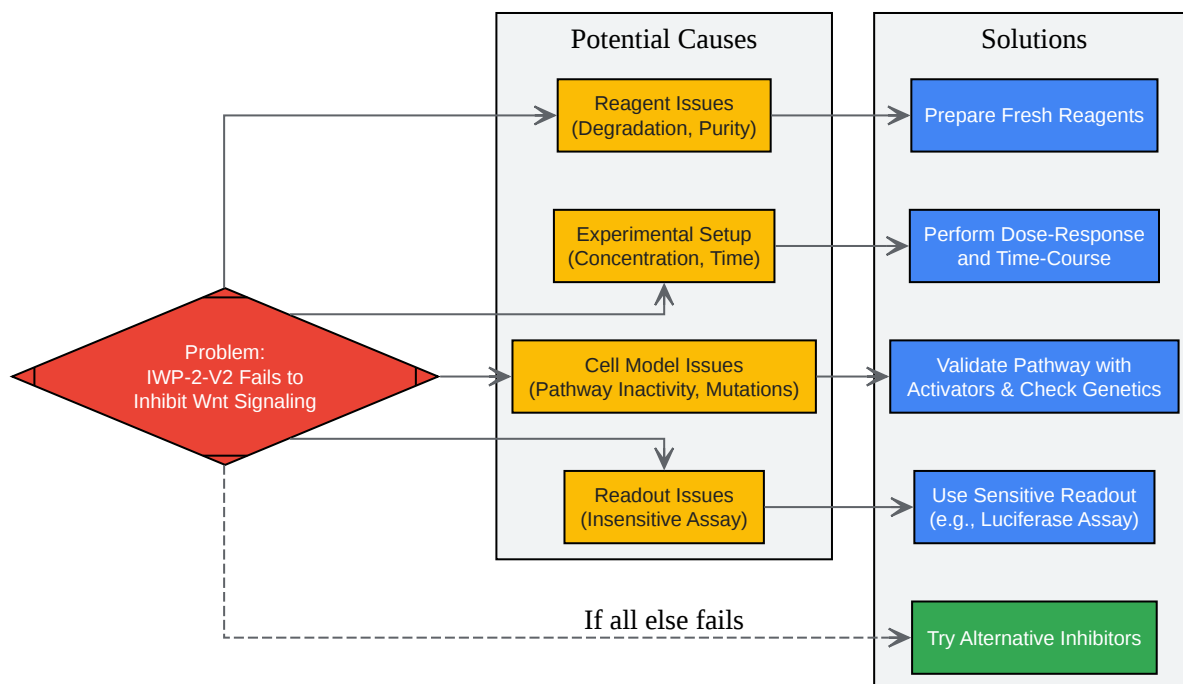 Potential Causes
Solutions
Reagent Issues
(Degradation, Purity)
Prepare Fresh Reagents
Experimental Setup
(Concentration, Time)
Perform Dose-Response
and Time-Course
Problem:
IWP-2-V2 Fails to
Inhibit Wnt Signaling
Cell Model Issues
(Pathway Inactivity, Mutations)
Validate Pathway with
Activators & Check Genetics
Readout Issues
(Insensitive Assay)
Use Sensitive Readout
(e.g., Luciferase Assay)
If all else fails
Try Alternative Inhibitors